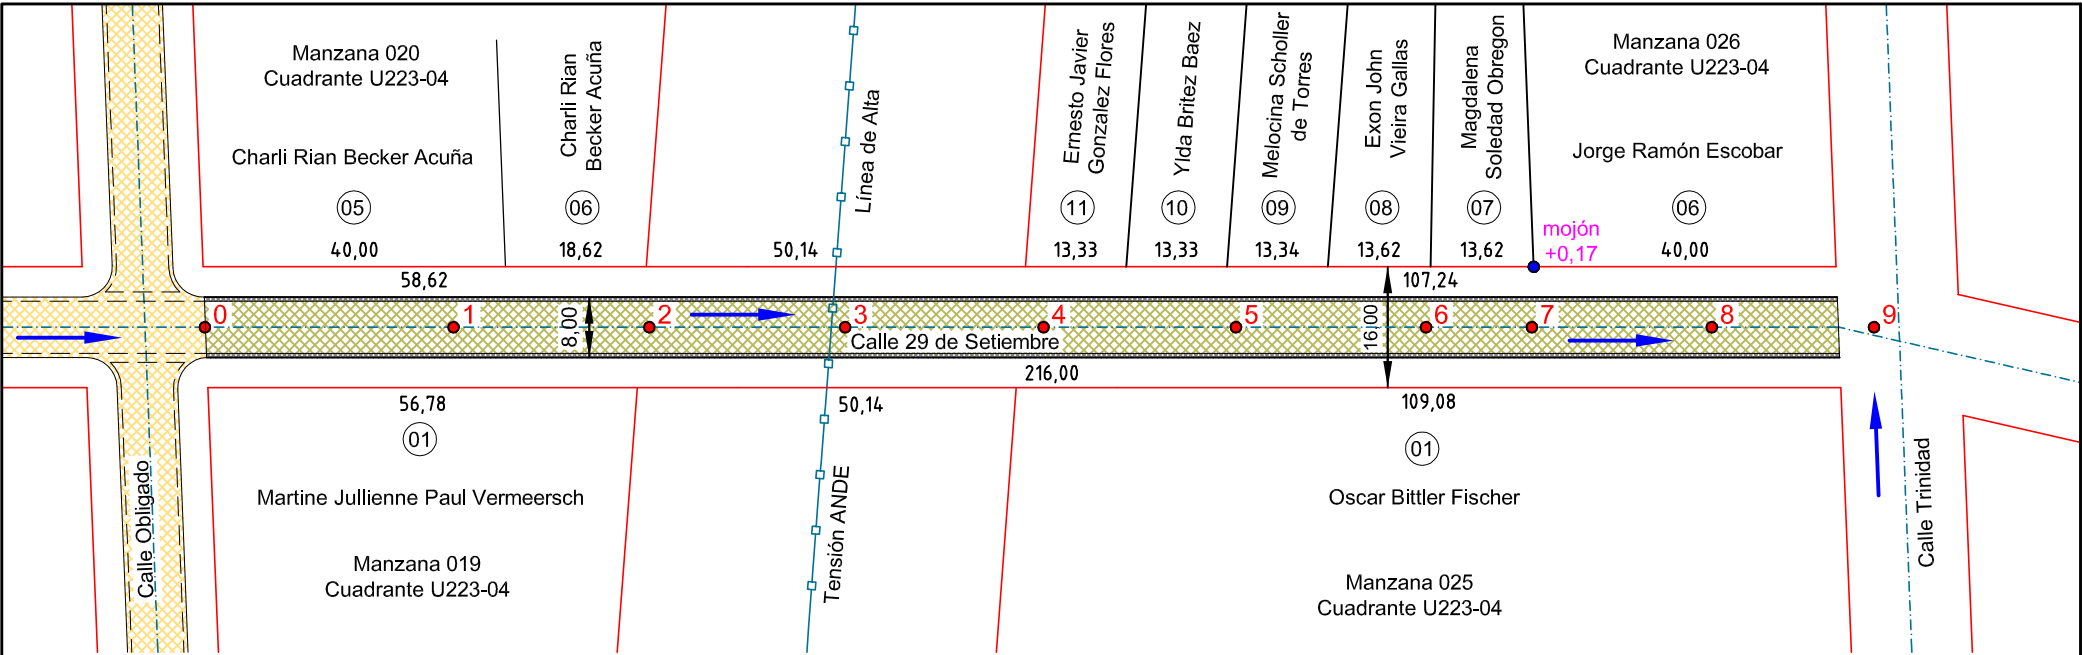 Manzana 020
Cuadrante U223-04
Charli Rian Becker Acuña
05
40,00
Charli Rian
Becker Acuña
06
18,62
58,62
50,14
Línea de Alta
Ernesto Javier
Gonzalez Flores
11
13,33
Ylda Britez Baez
10
13,33
Melocina Scholler
de Torres
09
13,34
Exon John
Vieira Gallas
08
13,62
Magdalena
Soledad Obregon
07
13,62
Manzana 026
Cuadrante U223-04
Jorge Ramón Escobar
06
mojón
+0,17
40,00
107,24
0
1
8,00
2
3
4
5
16,00
6
7
8
9
Calle 29 de Setiembre
216,00
56,78
01
Martine Jullienne Paul Vermeersch
Manzana 019
Cuadrante U223-04
Calle Obligado
50,14
Tensión ANDE
109,08
01
Oscar Bittler Fischer
Manzana 025
Cuadrante U223-04
Calle Trinidad